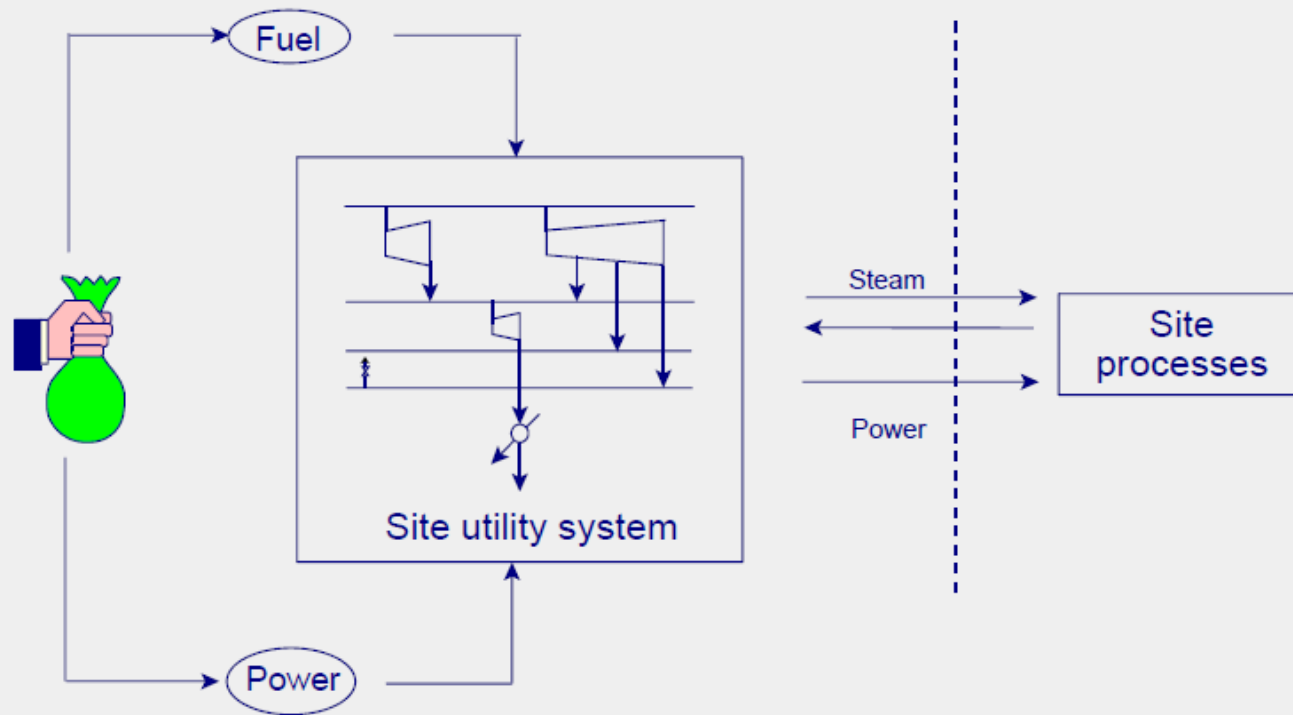 Fuel
Steam
Site
processes
Power
Site utility system
Power